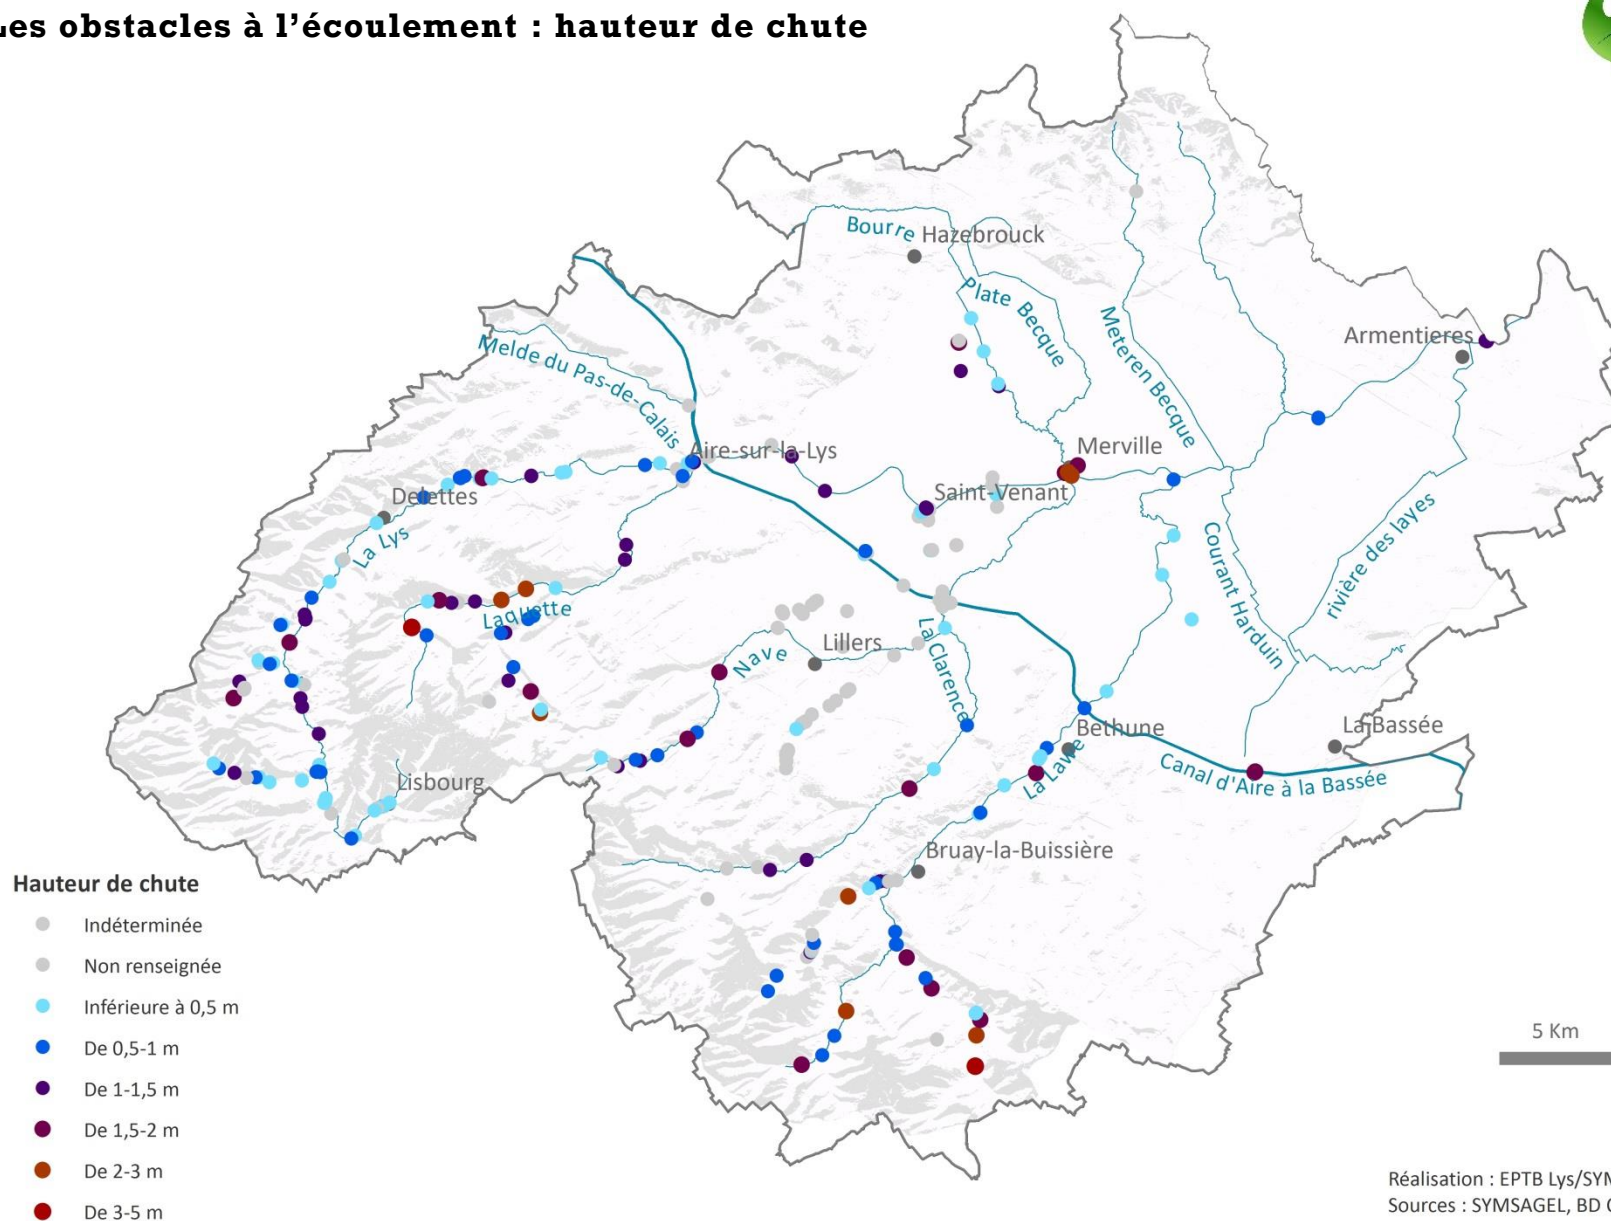 Les obstacles à l’écoulement : hauteur de chute
Bourre
Hazebrouck
Plate Becque
Meteren Becque
Armentieres
Melde du Pas-de-Calais
Aire-sur-la-Lys
Merville
Delettes
Saint-Venant
La Lys
Courant Harduin
rivière des layes
Laquette
Nave
Lillers
La Clarence
Bethune
La Bassée
La Lawe
Canal d'Aire à la Bassée
Lisbourg
Bruay-la-Buissière
Hauteur de chute
Indéterminée
Non renseignée
Inférieure à 0,5 m
De 0,5-1 m
De 1-1,5 m
De 1,5-2 m
De 2-3 m
De 3-5 m
5 Km
Réalisation : EPTB Lys/SYM
Sources : SYMSAGEL, BD